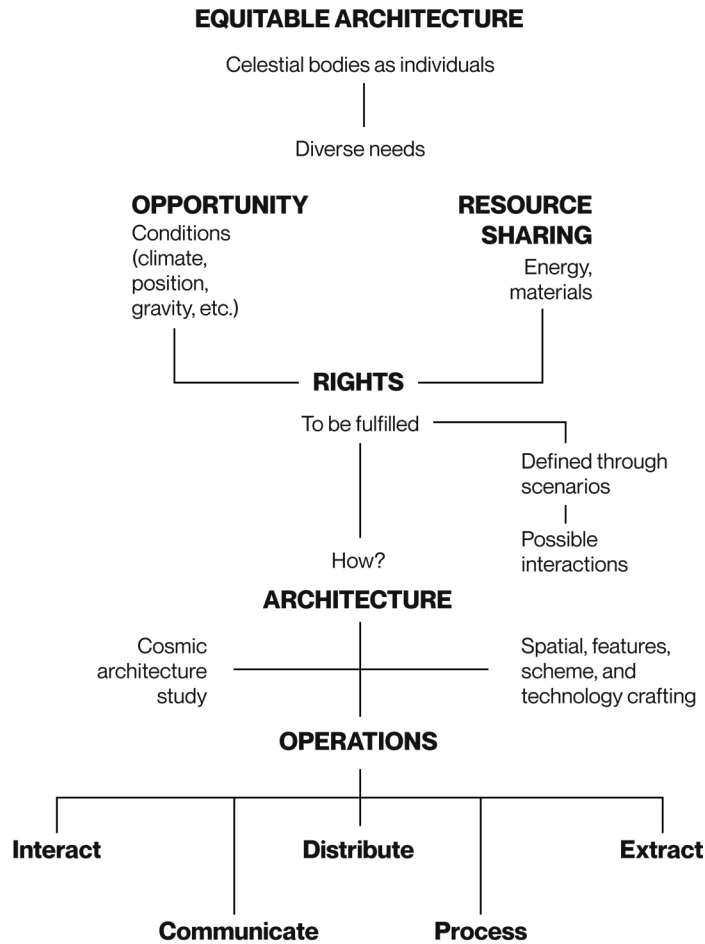 EQUITABLE ARCHITECTURE
Celestial bodies as individuals
Diverse needs
OPPORTUNITY
Conditions
(climate,
position,
gravity, etc.)
RESOURCE
SHARING
Energy,
materials
RIGHTS
To be fulfilled
Defined through
scenarios
Possible
interactions
How?
ARCHITECTURE
Cosmic
architecture
study
Spatial, features,
scheme, and
technology crafting
OPERATIONS
Interact
Distribute
Extract
Communicate
Process